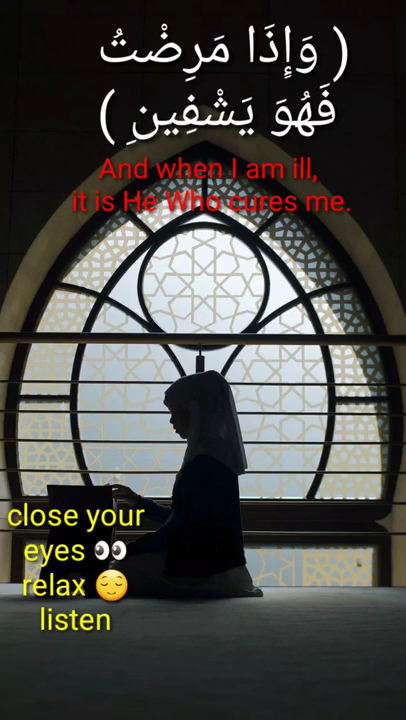 ( وَإِذَا مَرِضْتُ
فَهُوَ يَشْفِينِ )
And when I am ill,
it is He Who cures me.
close your
eyes 👀
relax 😌
listen